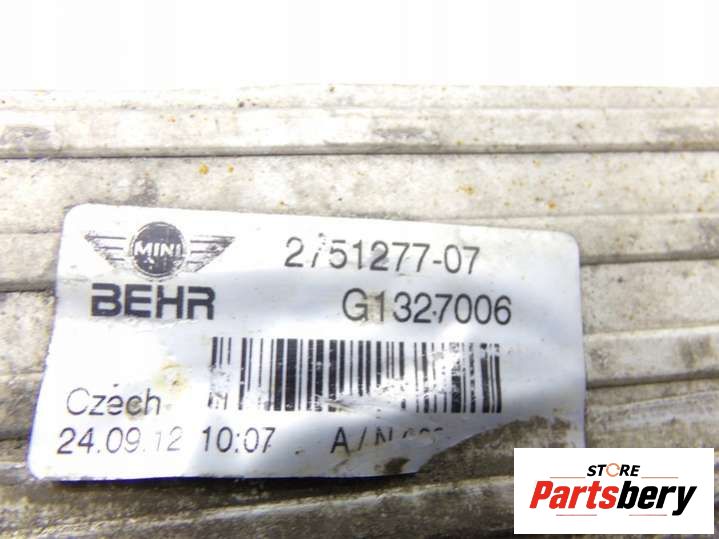 MINI
2751277-07
BEHR
G1327006
Czech
24.09.12 10:07 A/N
STORE
Partsbery